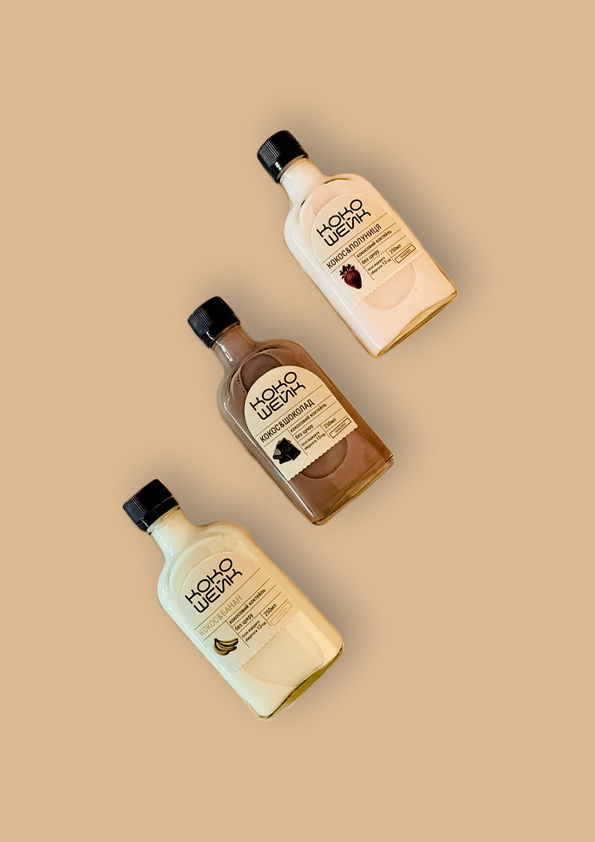 КОКО
ШЕЙК
КОКОС&ПОЛУНИЦЯ
кокосовий коктейль
без цукру
250мл
КОКО
ШЕЙК
КОКОС&ШОКОЛАД
кокосовий коктейль
без цукру
250мл
КОКО
ШЕЙК
КОКОС&БАНАН
кокосовий коктейль
без цукру
250мл